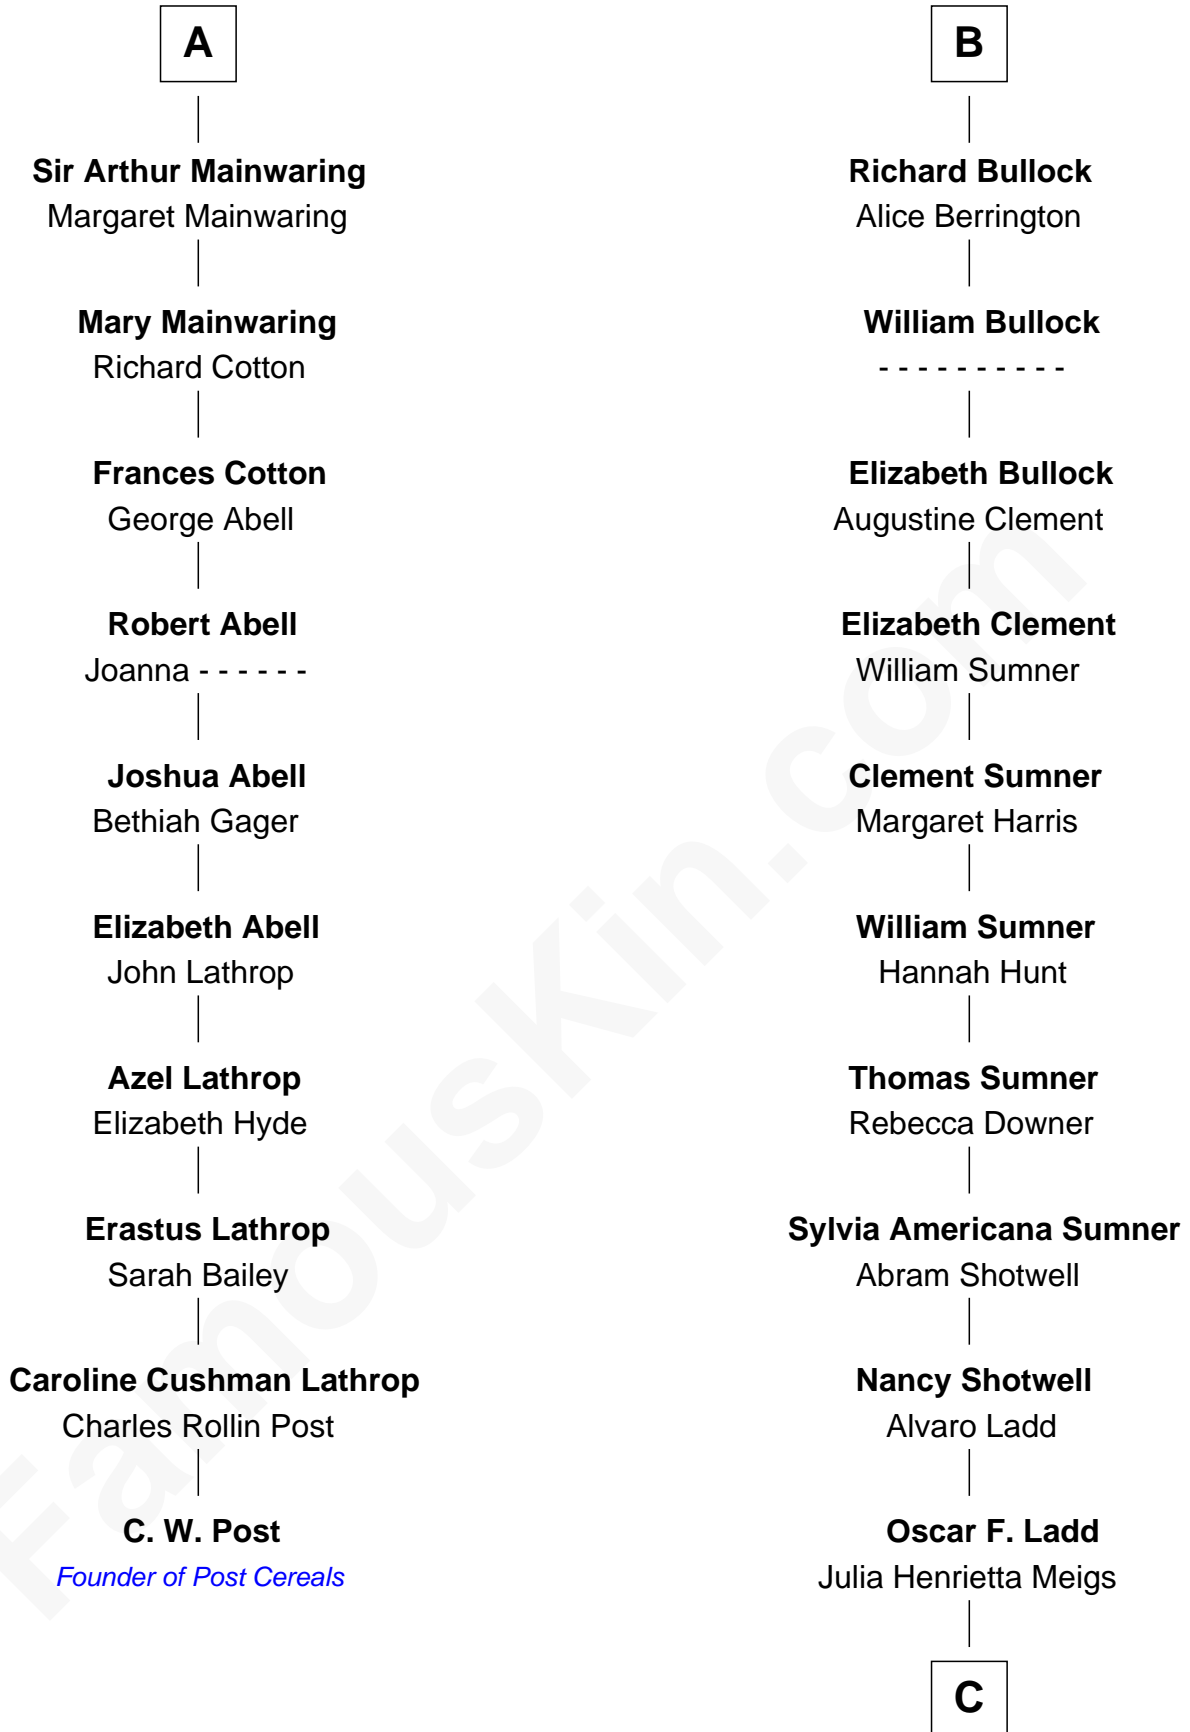 A
Sir Arthur Mainwaring
Margaret Mainwaring
Mary Mainwaring
Richard Cotton
Frances Cotton
George Abell
Robert Abell
Joanna - - - - - -
Joshua Abell
Bethiah Gager
Elizabeth Abell
John Lathrop
Azel Lathrop
Elizabeth Hyde
Erastus Lathrop
Sarah Bailey
Caroline Cushman Lathrop
Charles Rollin Post
C. W. Post
Founder of Post Cereals
B
Richard Bullock
Alice Berrington
William Bullock
- - - - - - - - - -
Elizabeth Bullock
Augustine Clement
Elizabeth Clement
William Sumner
Clement Sumner
Margaret Harris
William Sumner
Hannah Hunt
Thomas Sumner
Rebecca Downer
Sylvia Americana Sumner
Abram Shotwell
Nancy Shotwell
Alvaro Ladd
Oscar F. Ladd
Julia Henrietta Meigs
C
FamousKin.com